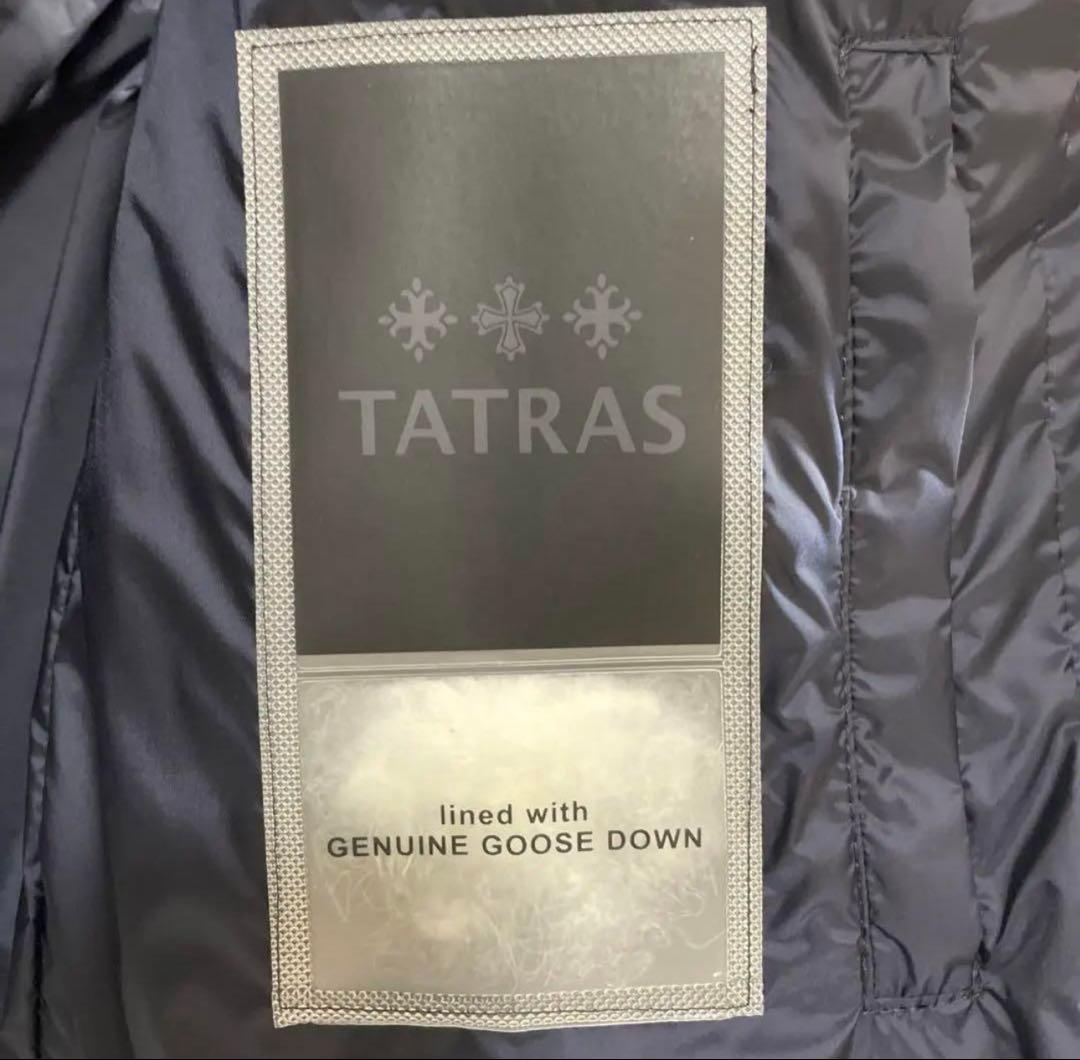 TATRAS
lined with
GENUINE GOOSE DOWN